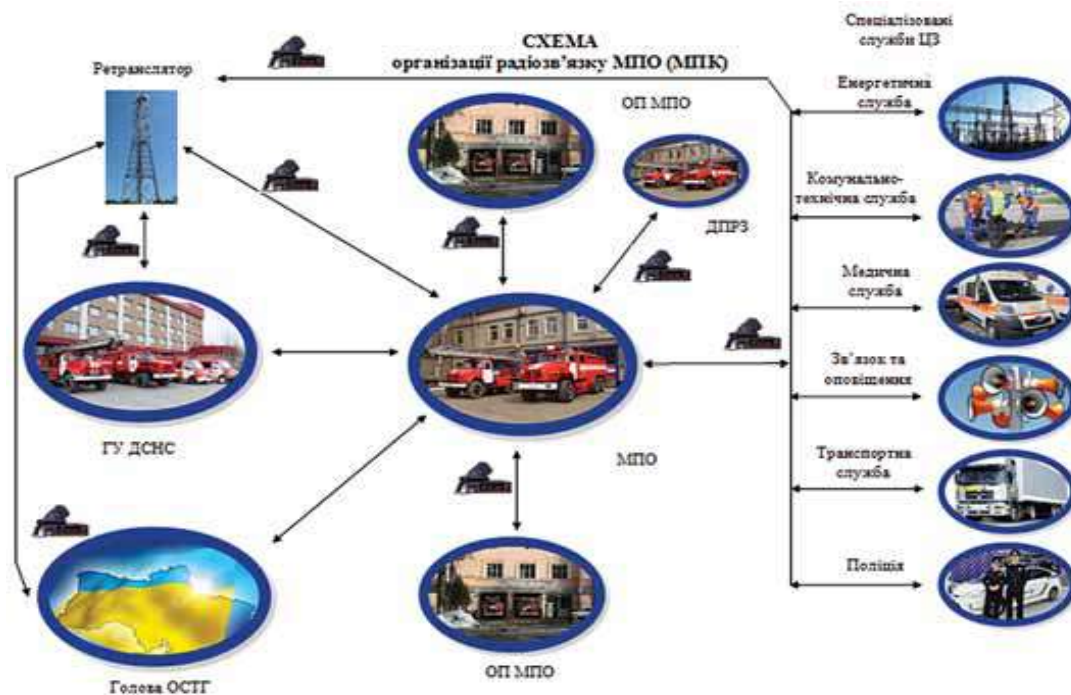 СХЕМА
організації радіозв’язку МПО (МПК)
Спеціалізовані
служби ЦЗ
Ретранслятор
ОП МПО
Енергетична
служба
Комунально-
технічна служба
ДПРЗ
Медична
служба
Зв’язок та
оповіщення
ГУ ДСНС
МПО
Транспортна
служба
Поліція
ОП МПО
Голова ОСТГ